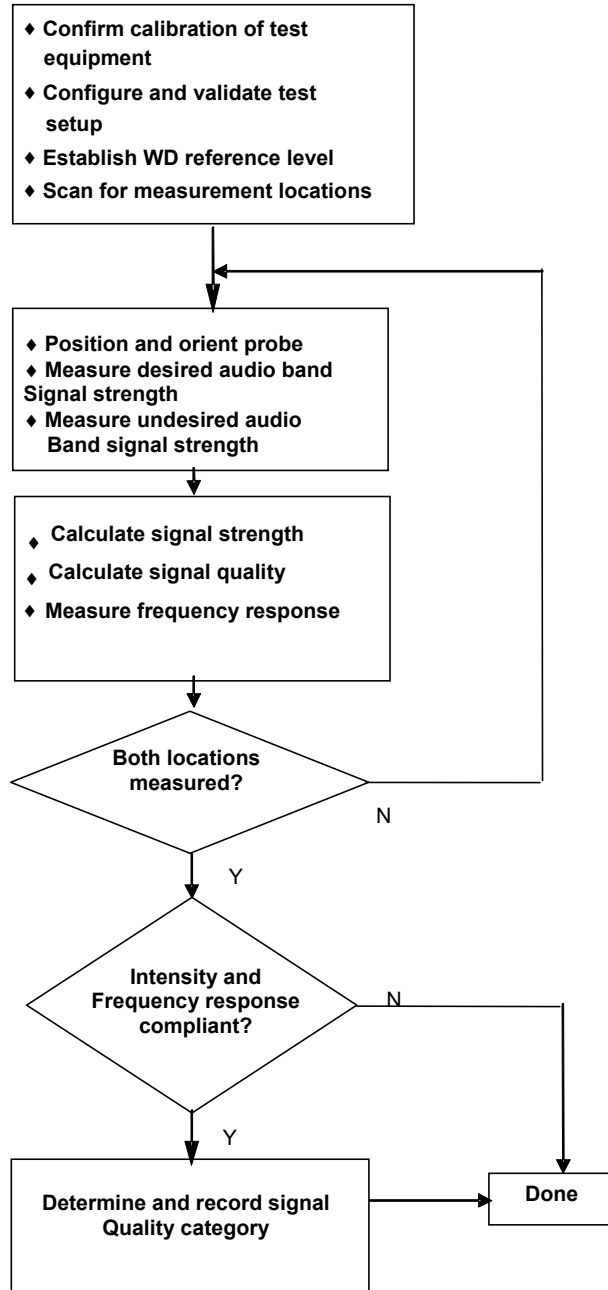 ♦ Confirm calibration of test
equipment
♦ Configure and validate test
setup
♦ Establish WD reference level
♦ Scan for measurement locations
♦ Position and orient probe
♦ Measure desired audio band
Signal strength
♦ Measure undesired audio
Band signal strength
♦ Calculate signal strength
♦ Calculate signal quality
♦ Measure frequency response
Both locations
measured?
N
Y
Intensity and
Frequency response
compliant?
N
Y
Determine and record signal
Quality category
Done